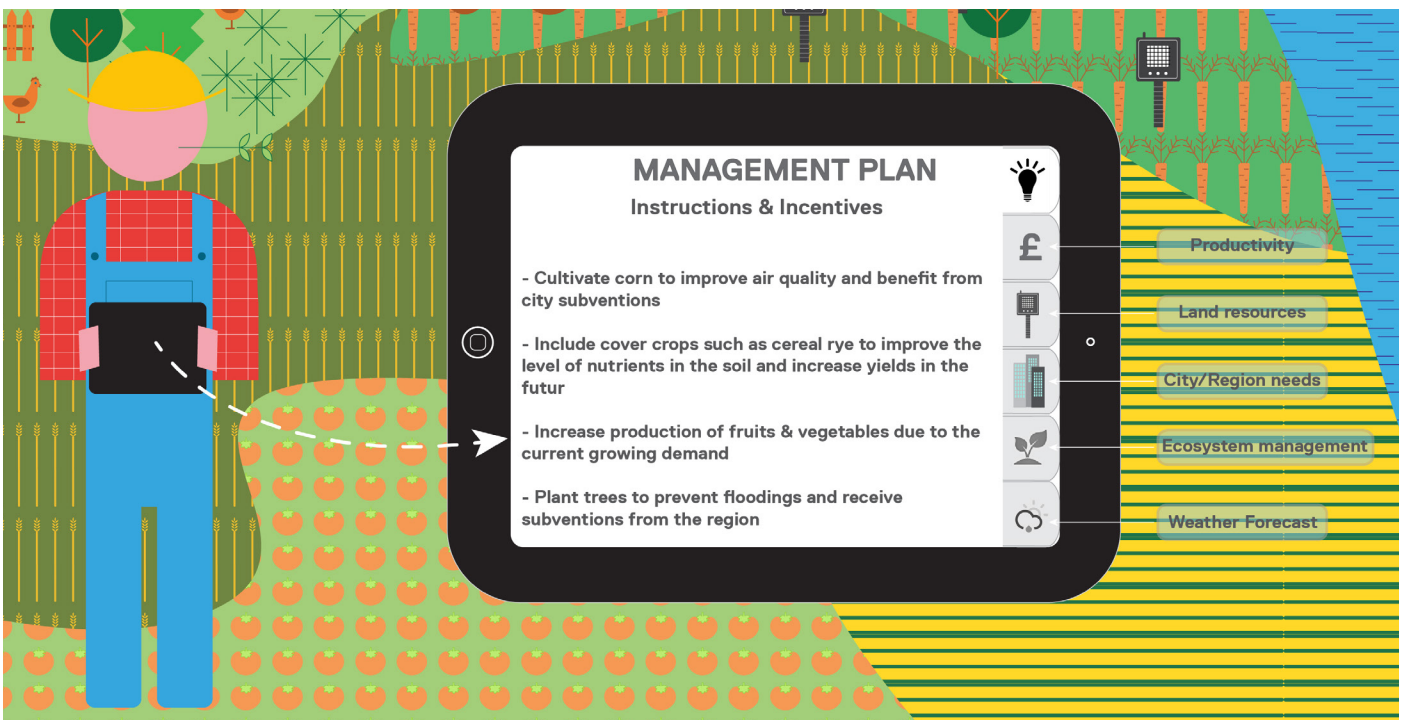 MANAGEMENT PLAN
Instructions & Incentives
- Cultivate corn to improve air quality and benefit from
city subventions
- Include cover crops such as cereal rye to improve the
level of nutrients in the soil and increase yields in the
futur
- Increase production of fruits & vegetables due to the
current growing demand
- Plant trees to prevent floodings and receive
subventions from the region
£
Productivity
Land resources
City/Region needs
Ecosystem management
Weather Forecast